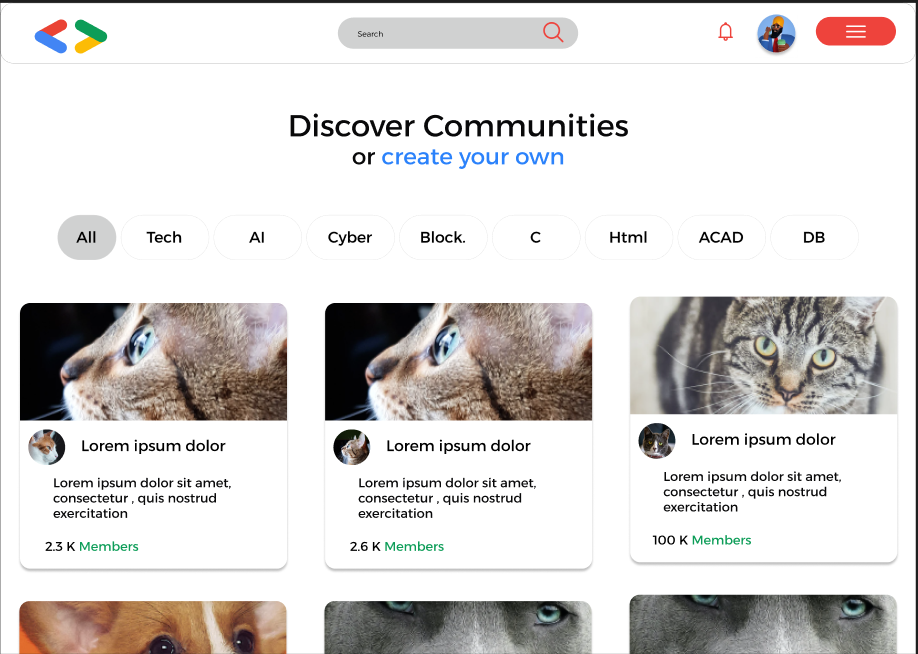 Search
Discover Communities
or create your own
All
Tech
AI
Cyber
Block.
C
Html
ACAD
DB
Lorem ipsum dolor
Lorem ipsum dolor sit amet,
consectetur , quis nostrud
exercitation
2.3 K Members
Lorem ipsum dolor
Lorem ipsum dolor sit amet,
consectetur , quis nostrud
exercitation
2.6 K Members
Lorem ipsum dolor
Lorem ipsum dolor sit amet,
consectetur , quis nostrud
exercitation
100 K Members